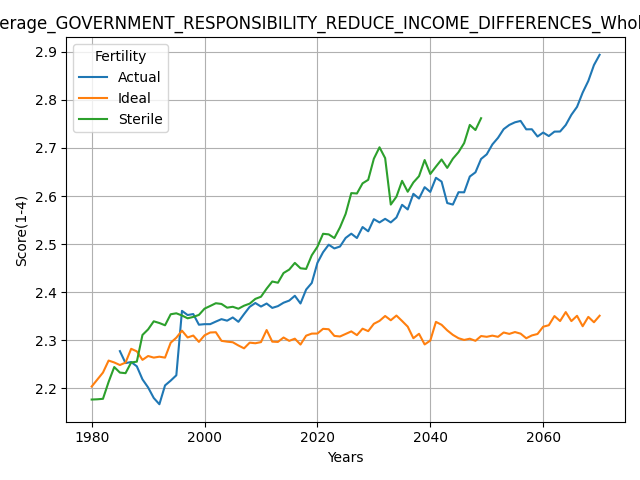 erage_GOVERNMENT_RESPONSIBILITY_REDUCE_INCOME_DIFFERENCES_Whol
Fertility
Actual
Ideal
Sterile
Score(1-4)
2.9
2.8
2.7
2.6
2.5
2.4
2.3
2.2
1980 2000 2020 2040 2060
Years